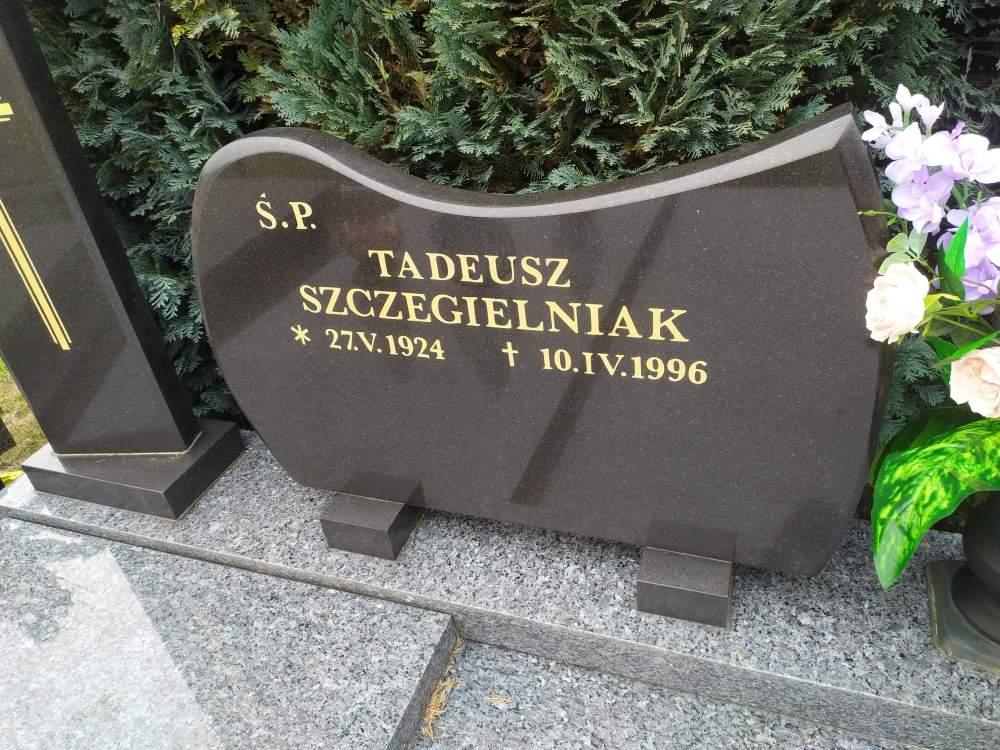 Ś.P.
TADEUSZ
SZCZEGIELNIAK
* 27.V.1924 † 10.IV.1996